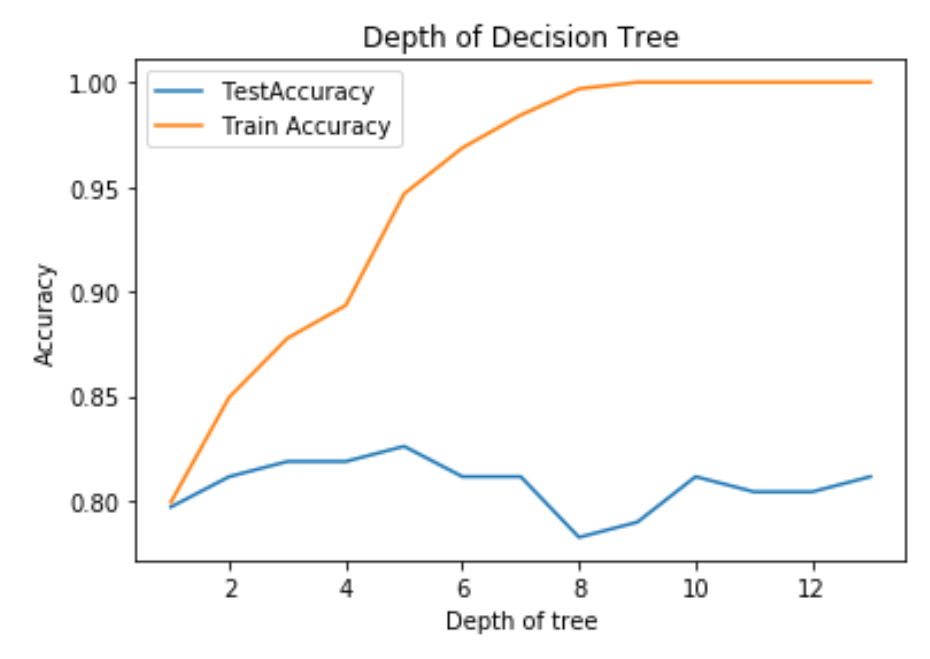 Depth of Decision Tree
TestAccuracy
Train Accuracy
1.00
0.95
0.90
0.85
0.80
Accuracy
2 4 6 8 10 12
Depth of tree